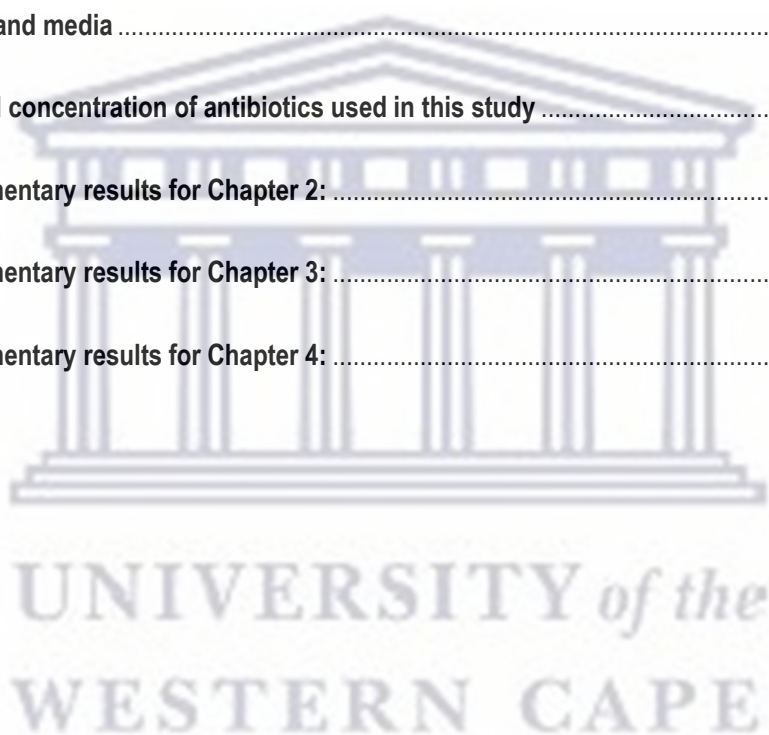 and media
concentration of antibiotics used in this study
mentary results for Chapter 2:
mentary results for Chapter 3:
mentary results for Chapter 4:
UNIVERSITY of the
WESTERN CAPE